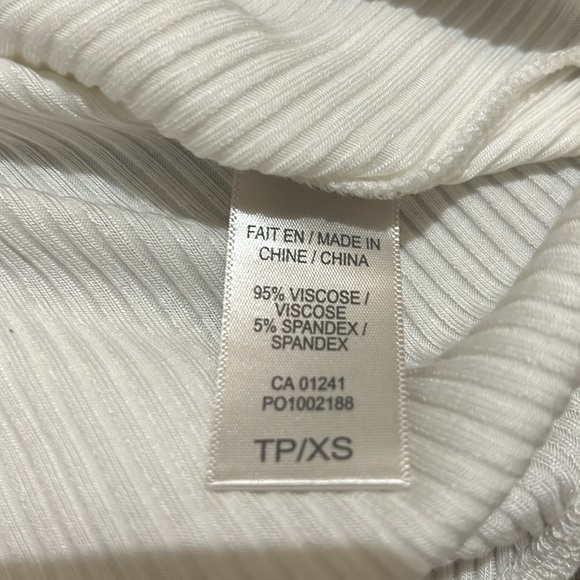 FAIT EN / MADE IN
CHINE / CHINA
95% VISCOSE /
VISCOSE
5% SPANDEX /
SPANDEX
CA 01241
PO1002188
TP/XS